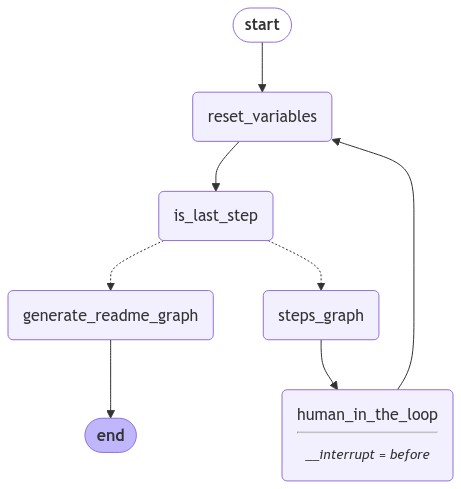 start
reset_variables
is_last_step
generate_readme_graph
steps_graph
end
human_in_the_loop
__interrupt = before